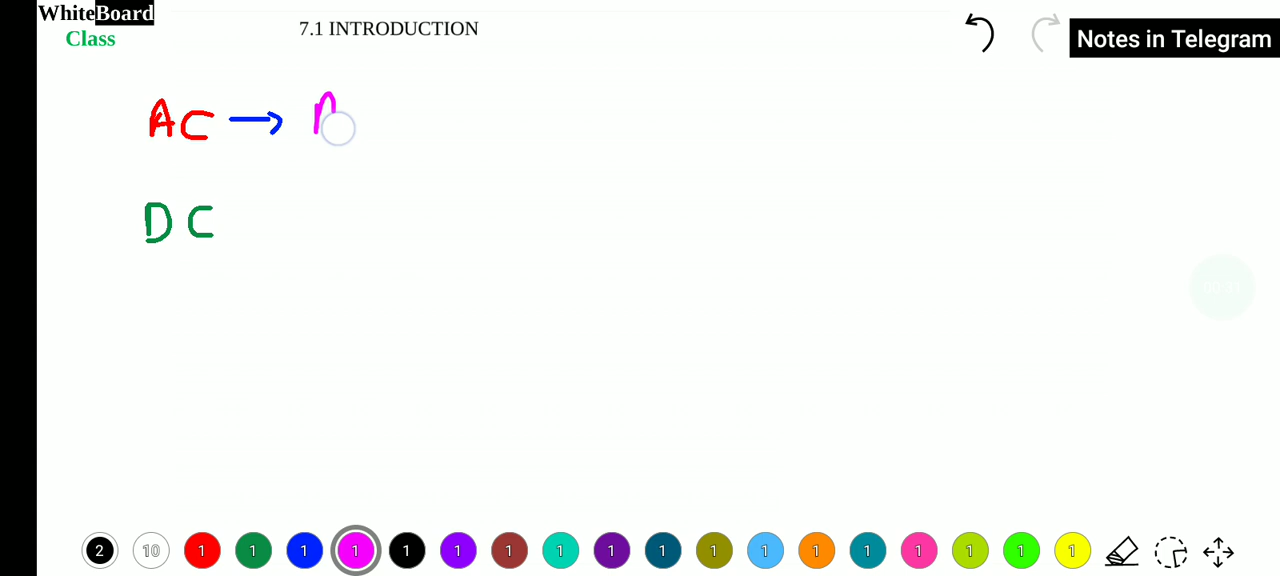 WhiteBoard
Class
7.1 INTRODUCTION
Notes in Telegram
AC →
DC
2 10 1 1 1 1 1 1 1 1 1 1 1 1 1 1 1 1 1 1 1